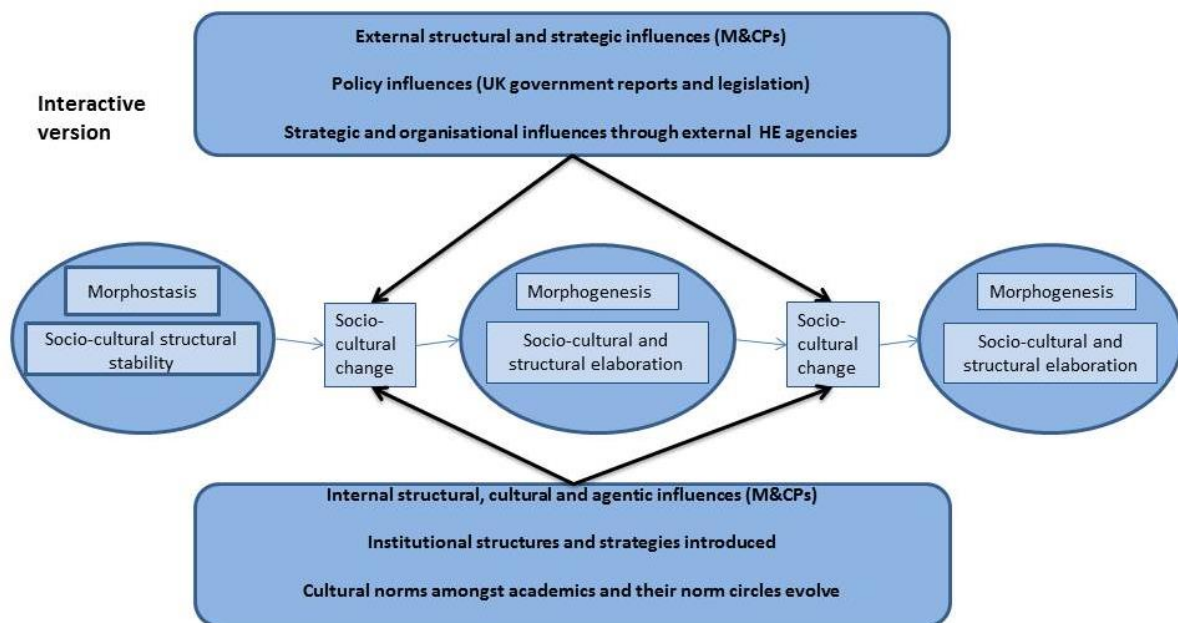 External structural and strategic influences (M&CPs)
Policy influences (UK government reports and legislation)
Strategic and organisational influences through external HE agencies
Interactive
version
Morphostasis
Socio-cultural structural
stability
Socio-
cultural
change
Morphogenesis
Socio-cultural and
structural elaboration
Socio-
cultural
change
Morphogenesis
Socio-cultural and
structural elaboration
Internal structural, cultural and agentic influences (M&CPs)
Institutional structures and strategies introduced
Cultural norms amongst academics and their norm circles evolve